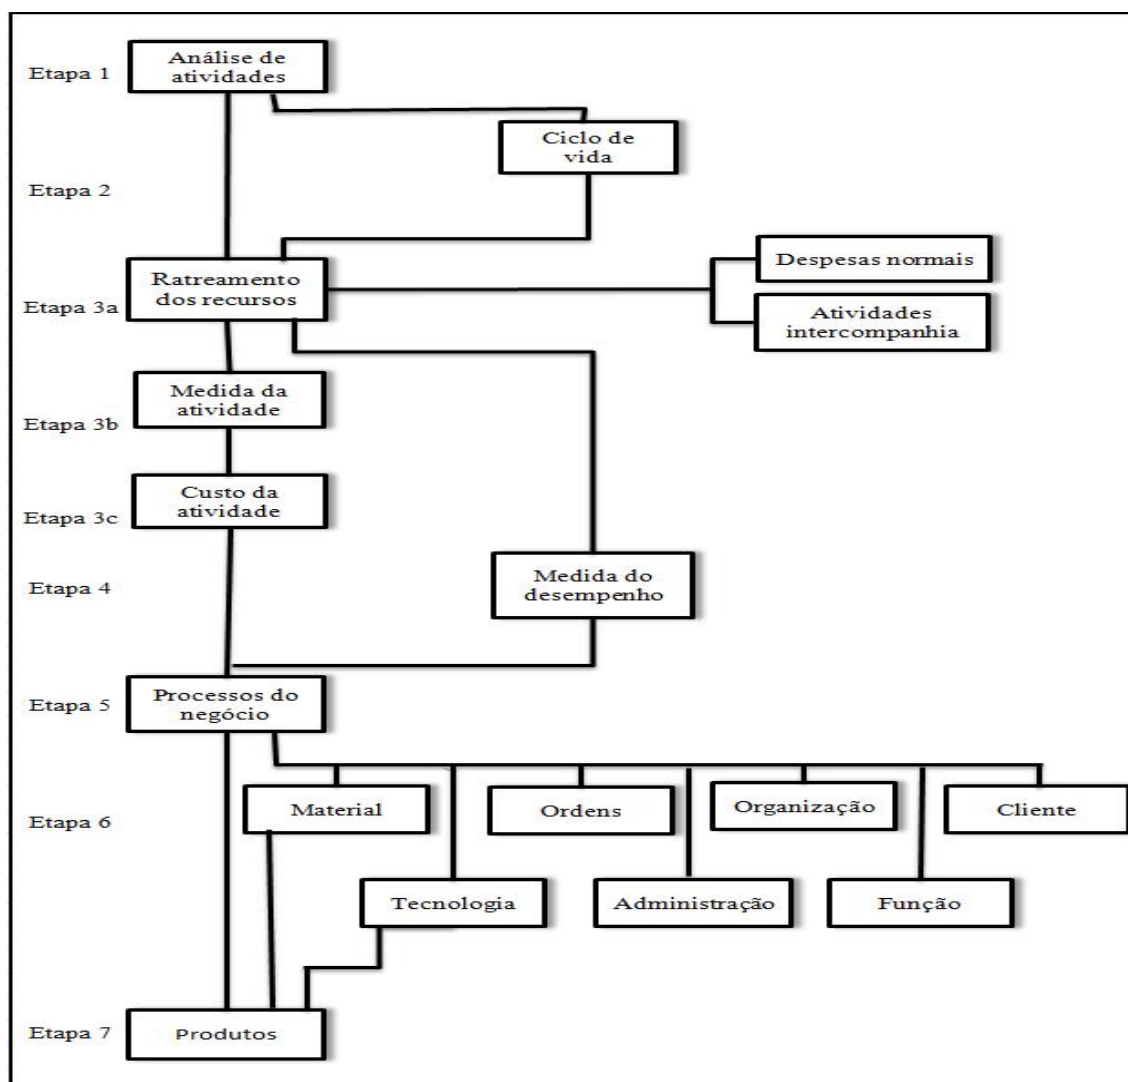 Etapa 1
Análise de
atividades
Ciclo de
vida
Etapa 2
Ratreamento
dos recursos
Despesas normais
Etapa 3a
Atividades
intercompanhia
Medida da
atividade
Etapa 3b
Custo da
atividade
Etapa 3c
Etapa 4
Medida do
desempenho
Etapa 5
Processos do
negócio
Etapa 6
Material
Ordens
Organização
Cliente
Tecnologia
Administração
Função
Etapa 7
Produtos